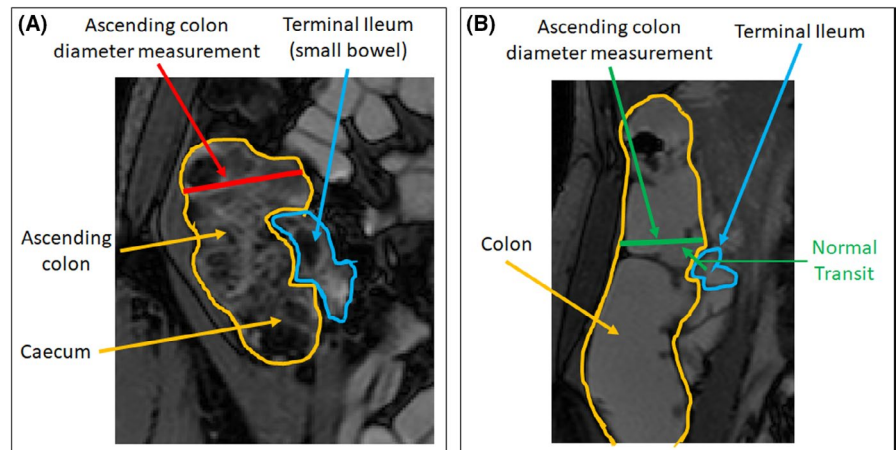 (A)
Ascending colon
diameter measurement
Terminal Ileum
(small bowel)
Ascending
colon
Caecum
(B)
Ascending colon
diameter measurement
Terminal Ileum
Colon
Normal
Transit